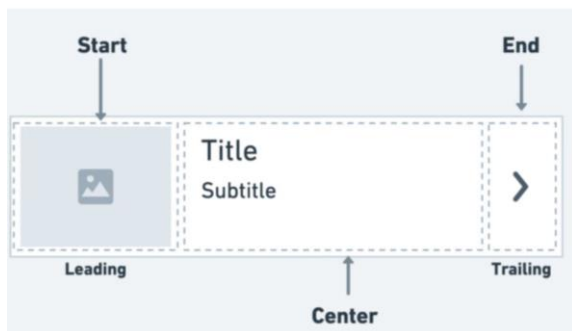 Start
End
Title
Subtitle
Leading
Trailing
Center